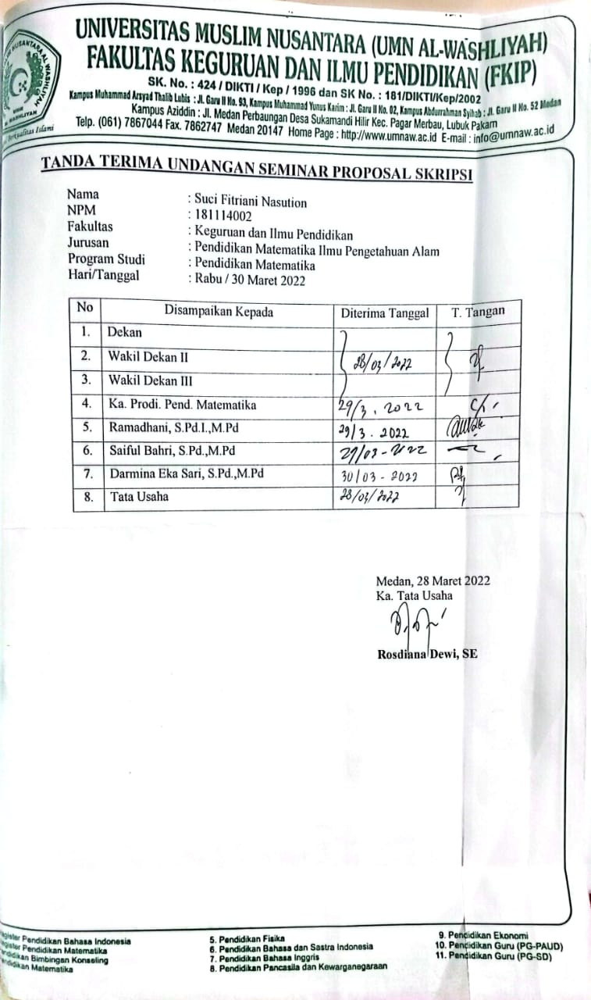 UNIVERSITAS MUSLIM NUSANTARA (UMN AL-WASHLIYAH)
FAKULTAS KEGURUAN DAN ILMU PENDIDIKAN (FKIP)
SK. No. : 424 / DIKTI / Kep / 1996 dan SK No. : 181/DIKTI/Kep/2002
Kampus Muhammad Arsyad Thalib Lubis : Jl. Garu II No. 93, Kampus Muhammad Yunus Karim : Jl. Garu II No. 02, Kampus Abdurrahman Syihab : Jl. Garu II No. 52 Medan
Kampus Aziddin : Jl. Medan Perbaungan Desa Sukamandi Hilir Kec. Pagar Merbau, Lubuk Pakam
Telp. (061) 7867044 Fax. 7862747 Medan 20147 Home Page : http://www.umnaw.ac.id E-mail : info@umnaw.ac.id
TANDA TERIMA UNDANGAN SEMINAR PROPOSAL SKRIPSI
Nama : Suci Fitriani Nasution
NPM : 181114002
Fakultas : Keguruan dan Ilmu Pendidikan
Jurusan : Pendidikan Matematika Ilmu Pengetahuan Alam
Program Studi : Pendidikan Matematika
Hari/Tanggal : Rabu / 30 Maret 2022
No Disampaikan Kepada Diterima Tanggal T. Tangan
1. Dekan
2. Wakil Dekan II 28/03/2022
3. Wakil Dekan III
4. Ka. Prodi. Pend. Matematika 29/3. 2022
5. Ramadhani, S.Pd.I.,M.Pd 29/3. 2022
6. Saiful Bahri, S.Pd.,M.Pd 29/03-2022
7. Darmina Eka Sari, S.Pd.,M.Pd 30/03-2022
8. Tata Usaha 28/03/2022
Medan, 28 Maret 2022
Ka. Tata Usaha
Rosdiana Dewi, SE
Pendidikan Bahasa Indonesia
Pendidikan Matematika
Bimbingan Konseling
Matematika
5. Pendidikan Fisika
6. Pendidikan Bahasa dan Sastra Indonesia
7. Pendidikan Bahasa Inggris
8. Pendidikan Pancasila dan Kewarganegaraan
9. Pendidikan Ekonomi
10. Pendidikan Guru (PG-PAUD)
11. Pendidikan Guru (PG-SD)